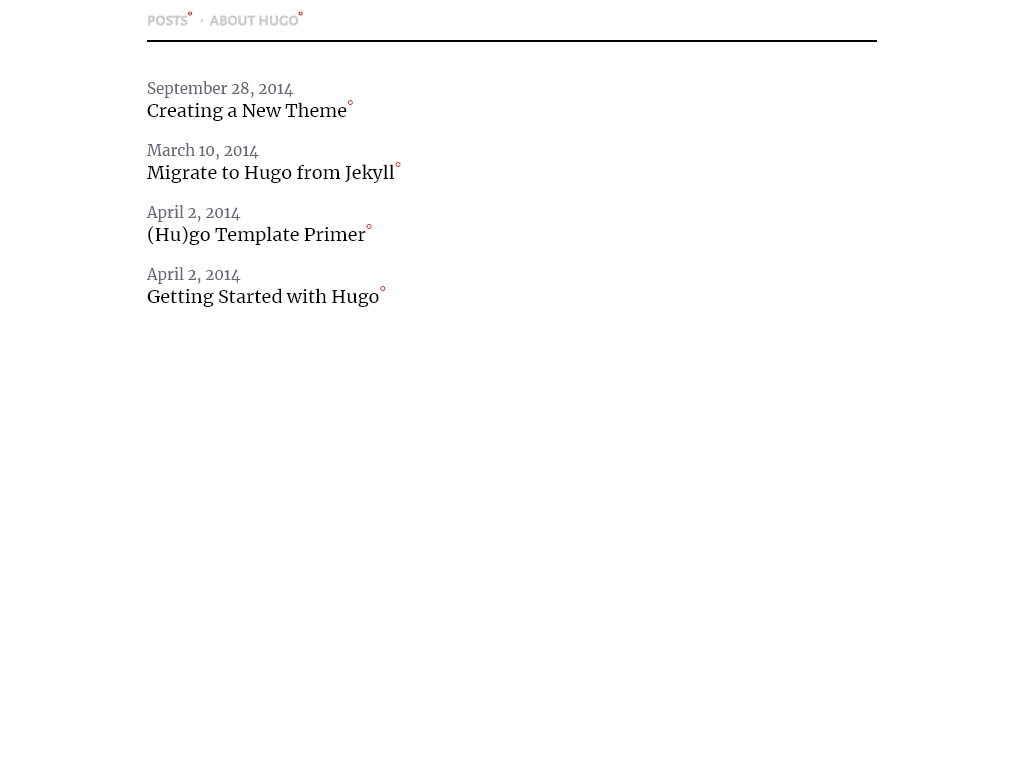 POSTS° · ABOUT HUGO°
September 28, 2014
Creating a New Theme°
March 10, 2014
Migrate to Hugo from Jekyll°
April 2, 2014
(Hu)go Template Primer°
April 2, 2014
Getting Started with Hugo°